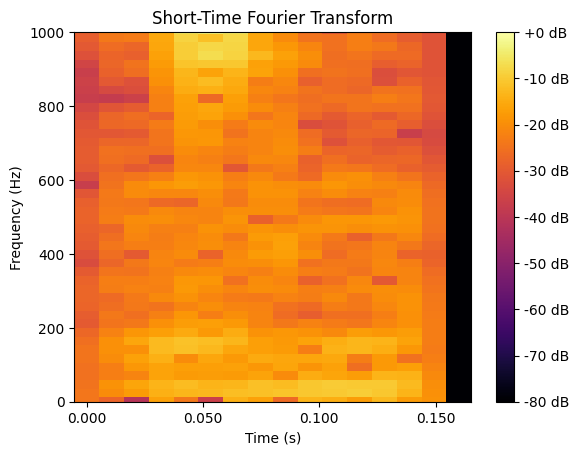 Short-Time Fourier Transform
1000
800
600
400
200
0
Frequency (Hz)
0.000
0.050
0.100
0.150
Time (s)
+0 dB
-10 dB
-20 dB
-30 dB
-40 dB
-50 dB
-60 dB
-70 dB
-80 dB